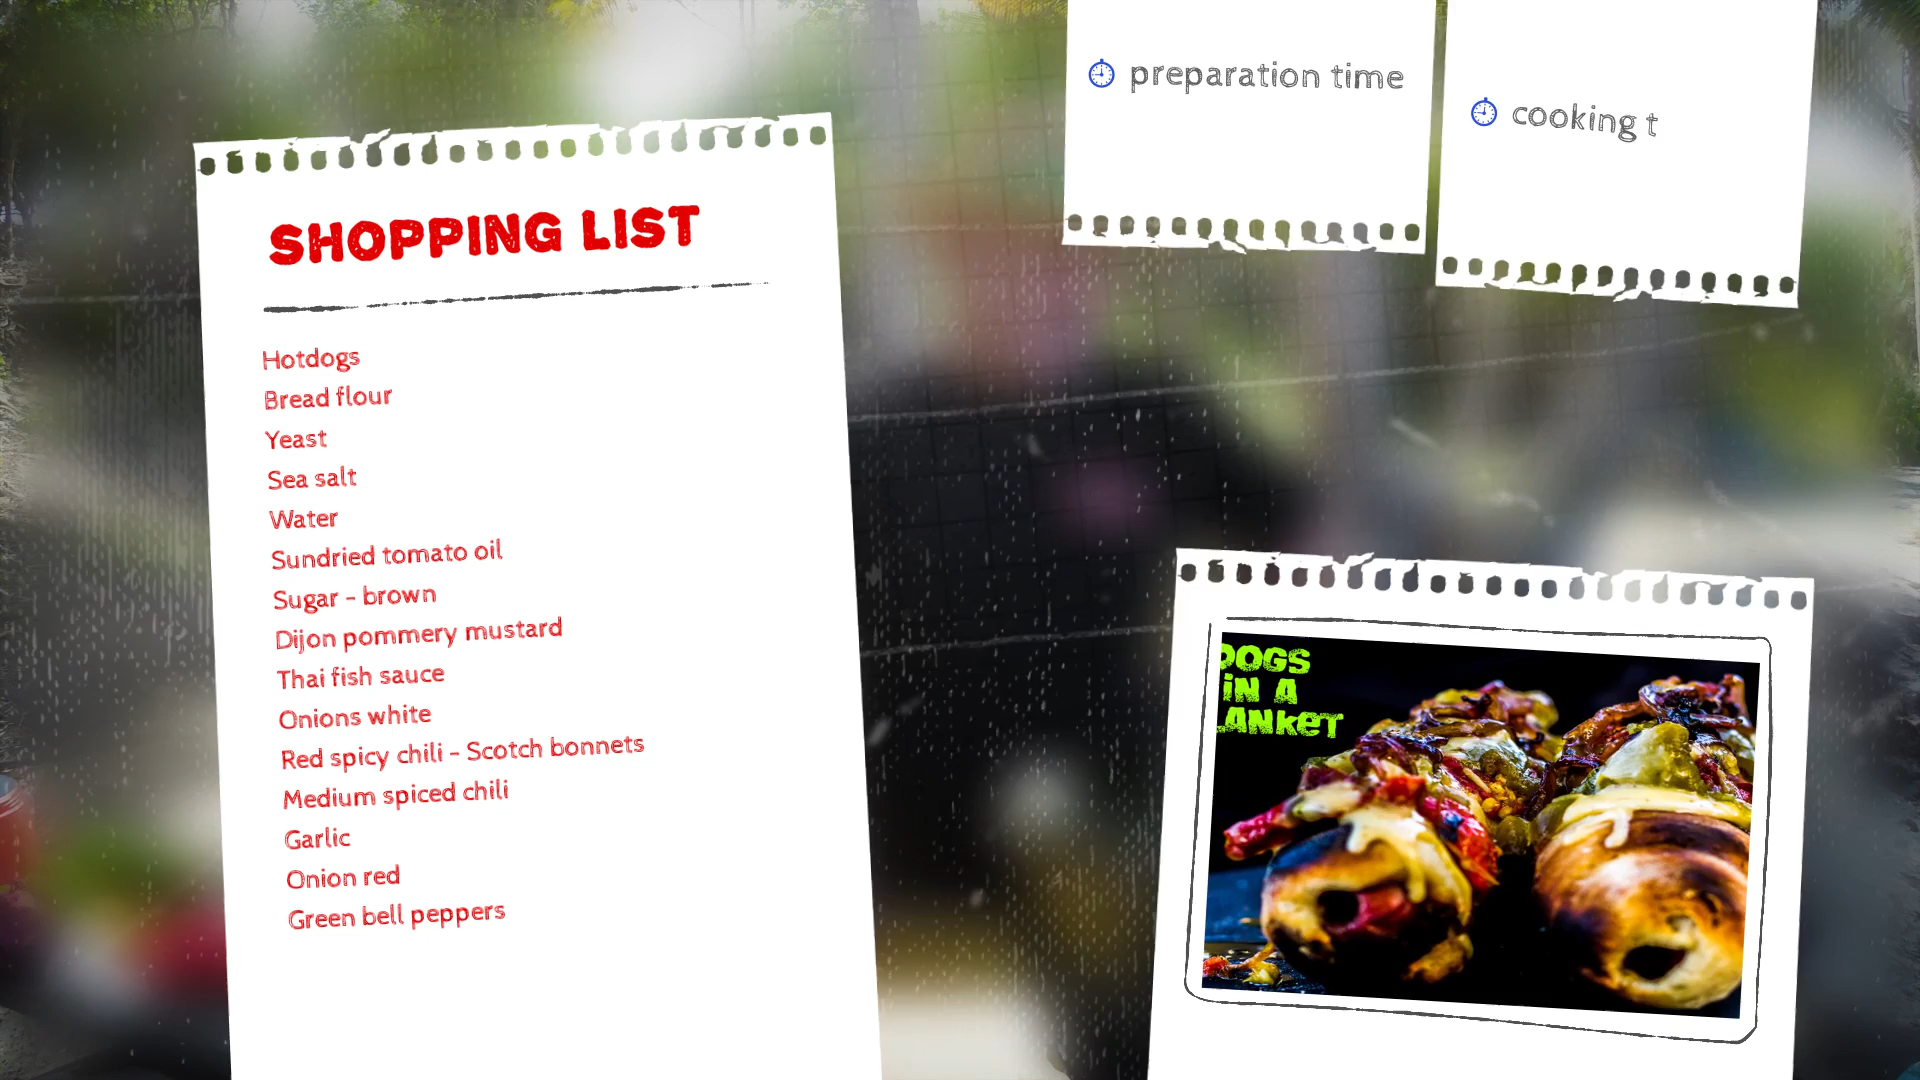 preparation time
cooking t
SHOPPING LIST
Hotdogs
Bread flour
Yeast
Sea salt
Water
Sundried tomato oil
Sugar - brown
Dijon pommery mustard
Thai fish sauce
Onions white
Red spicy chili - Scotch bonnets
Medium spiced chili
Garlic
Onion red
Green bell peppers
DOGS
IN A
LANKET